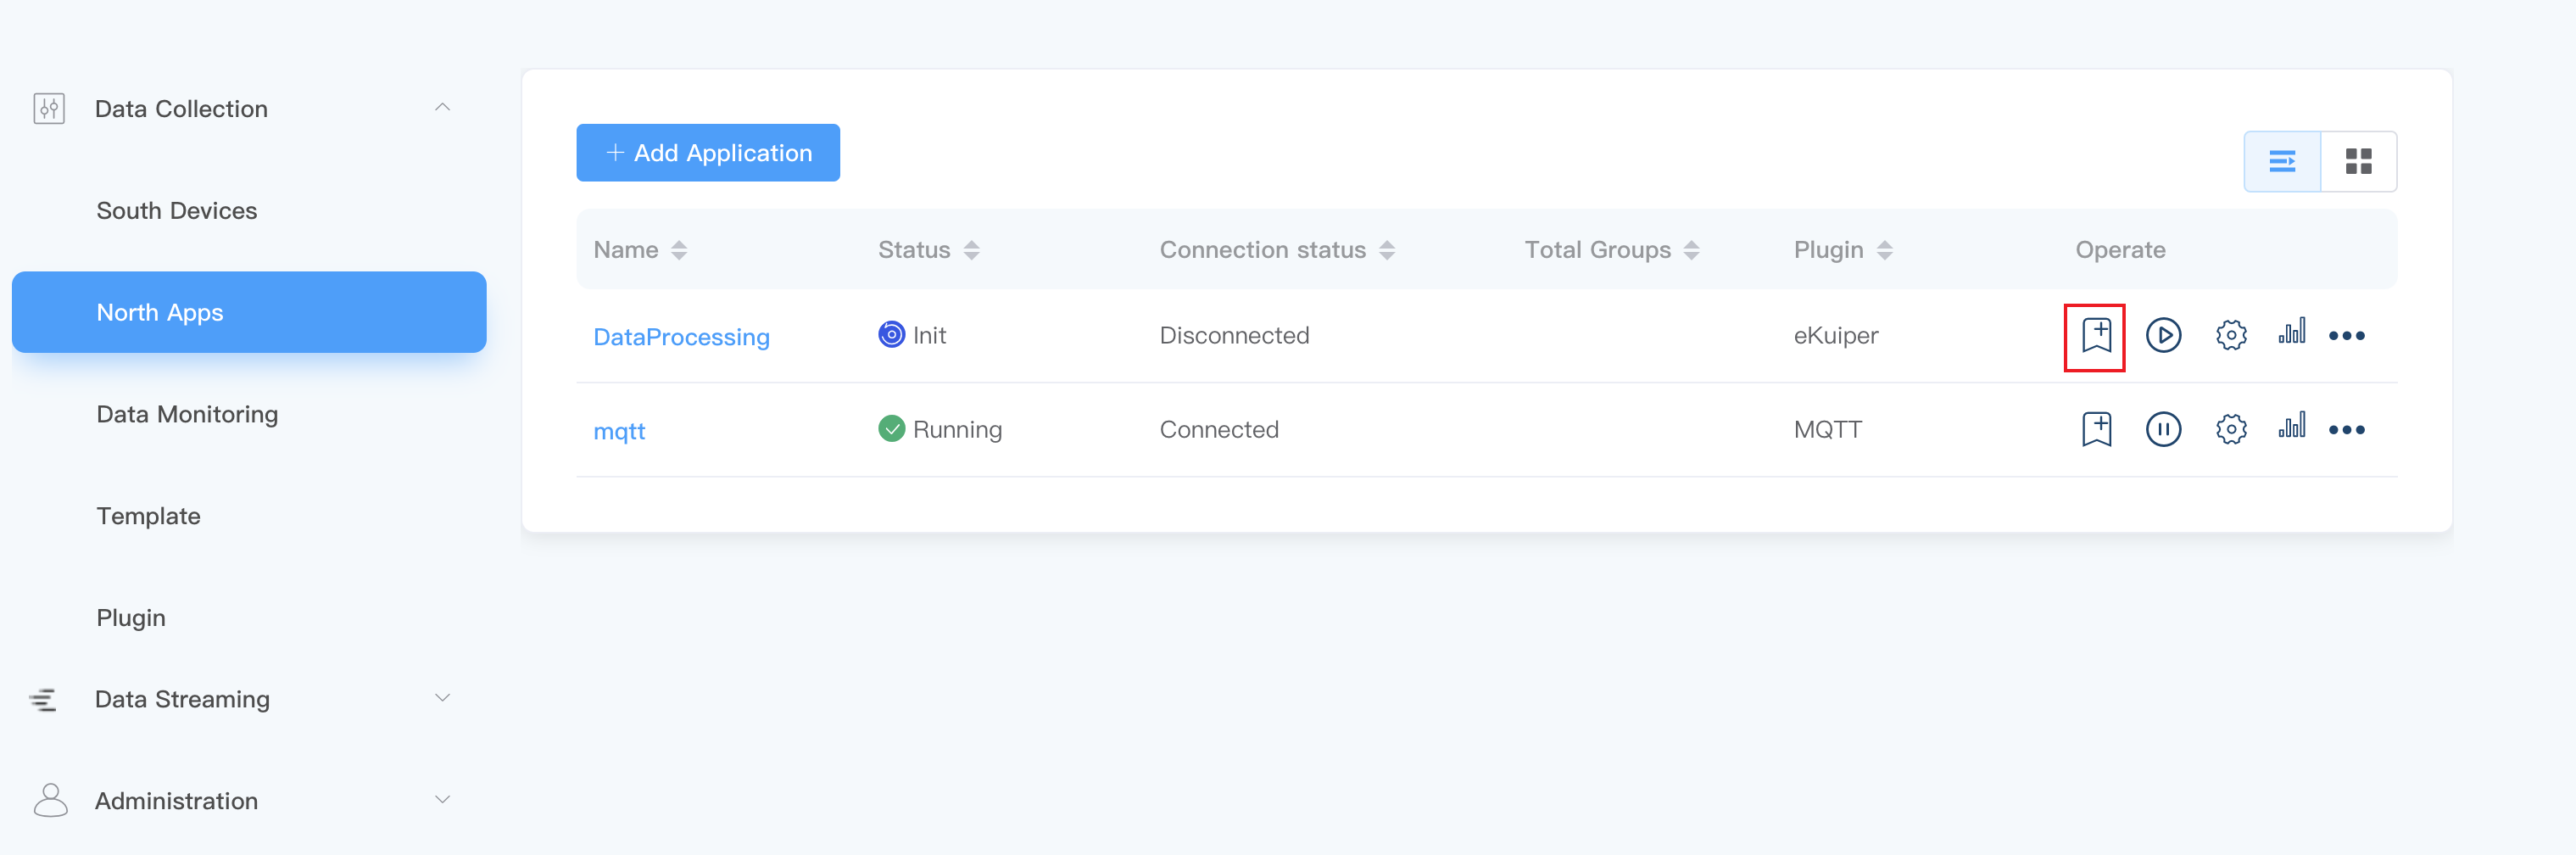 Data Collection
South Devices
North Apps
Data Monitoring
Template
Plugin
Data Streaming
Administration
+ Add Application
Name Status Connection status Total Groups Plugin Operate
DataProcessing Init Disconnected eKuiper
mqtt Running Connected MQTT